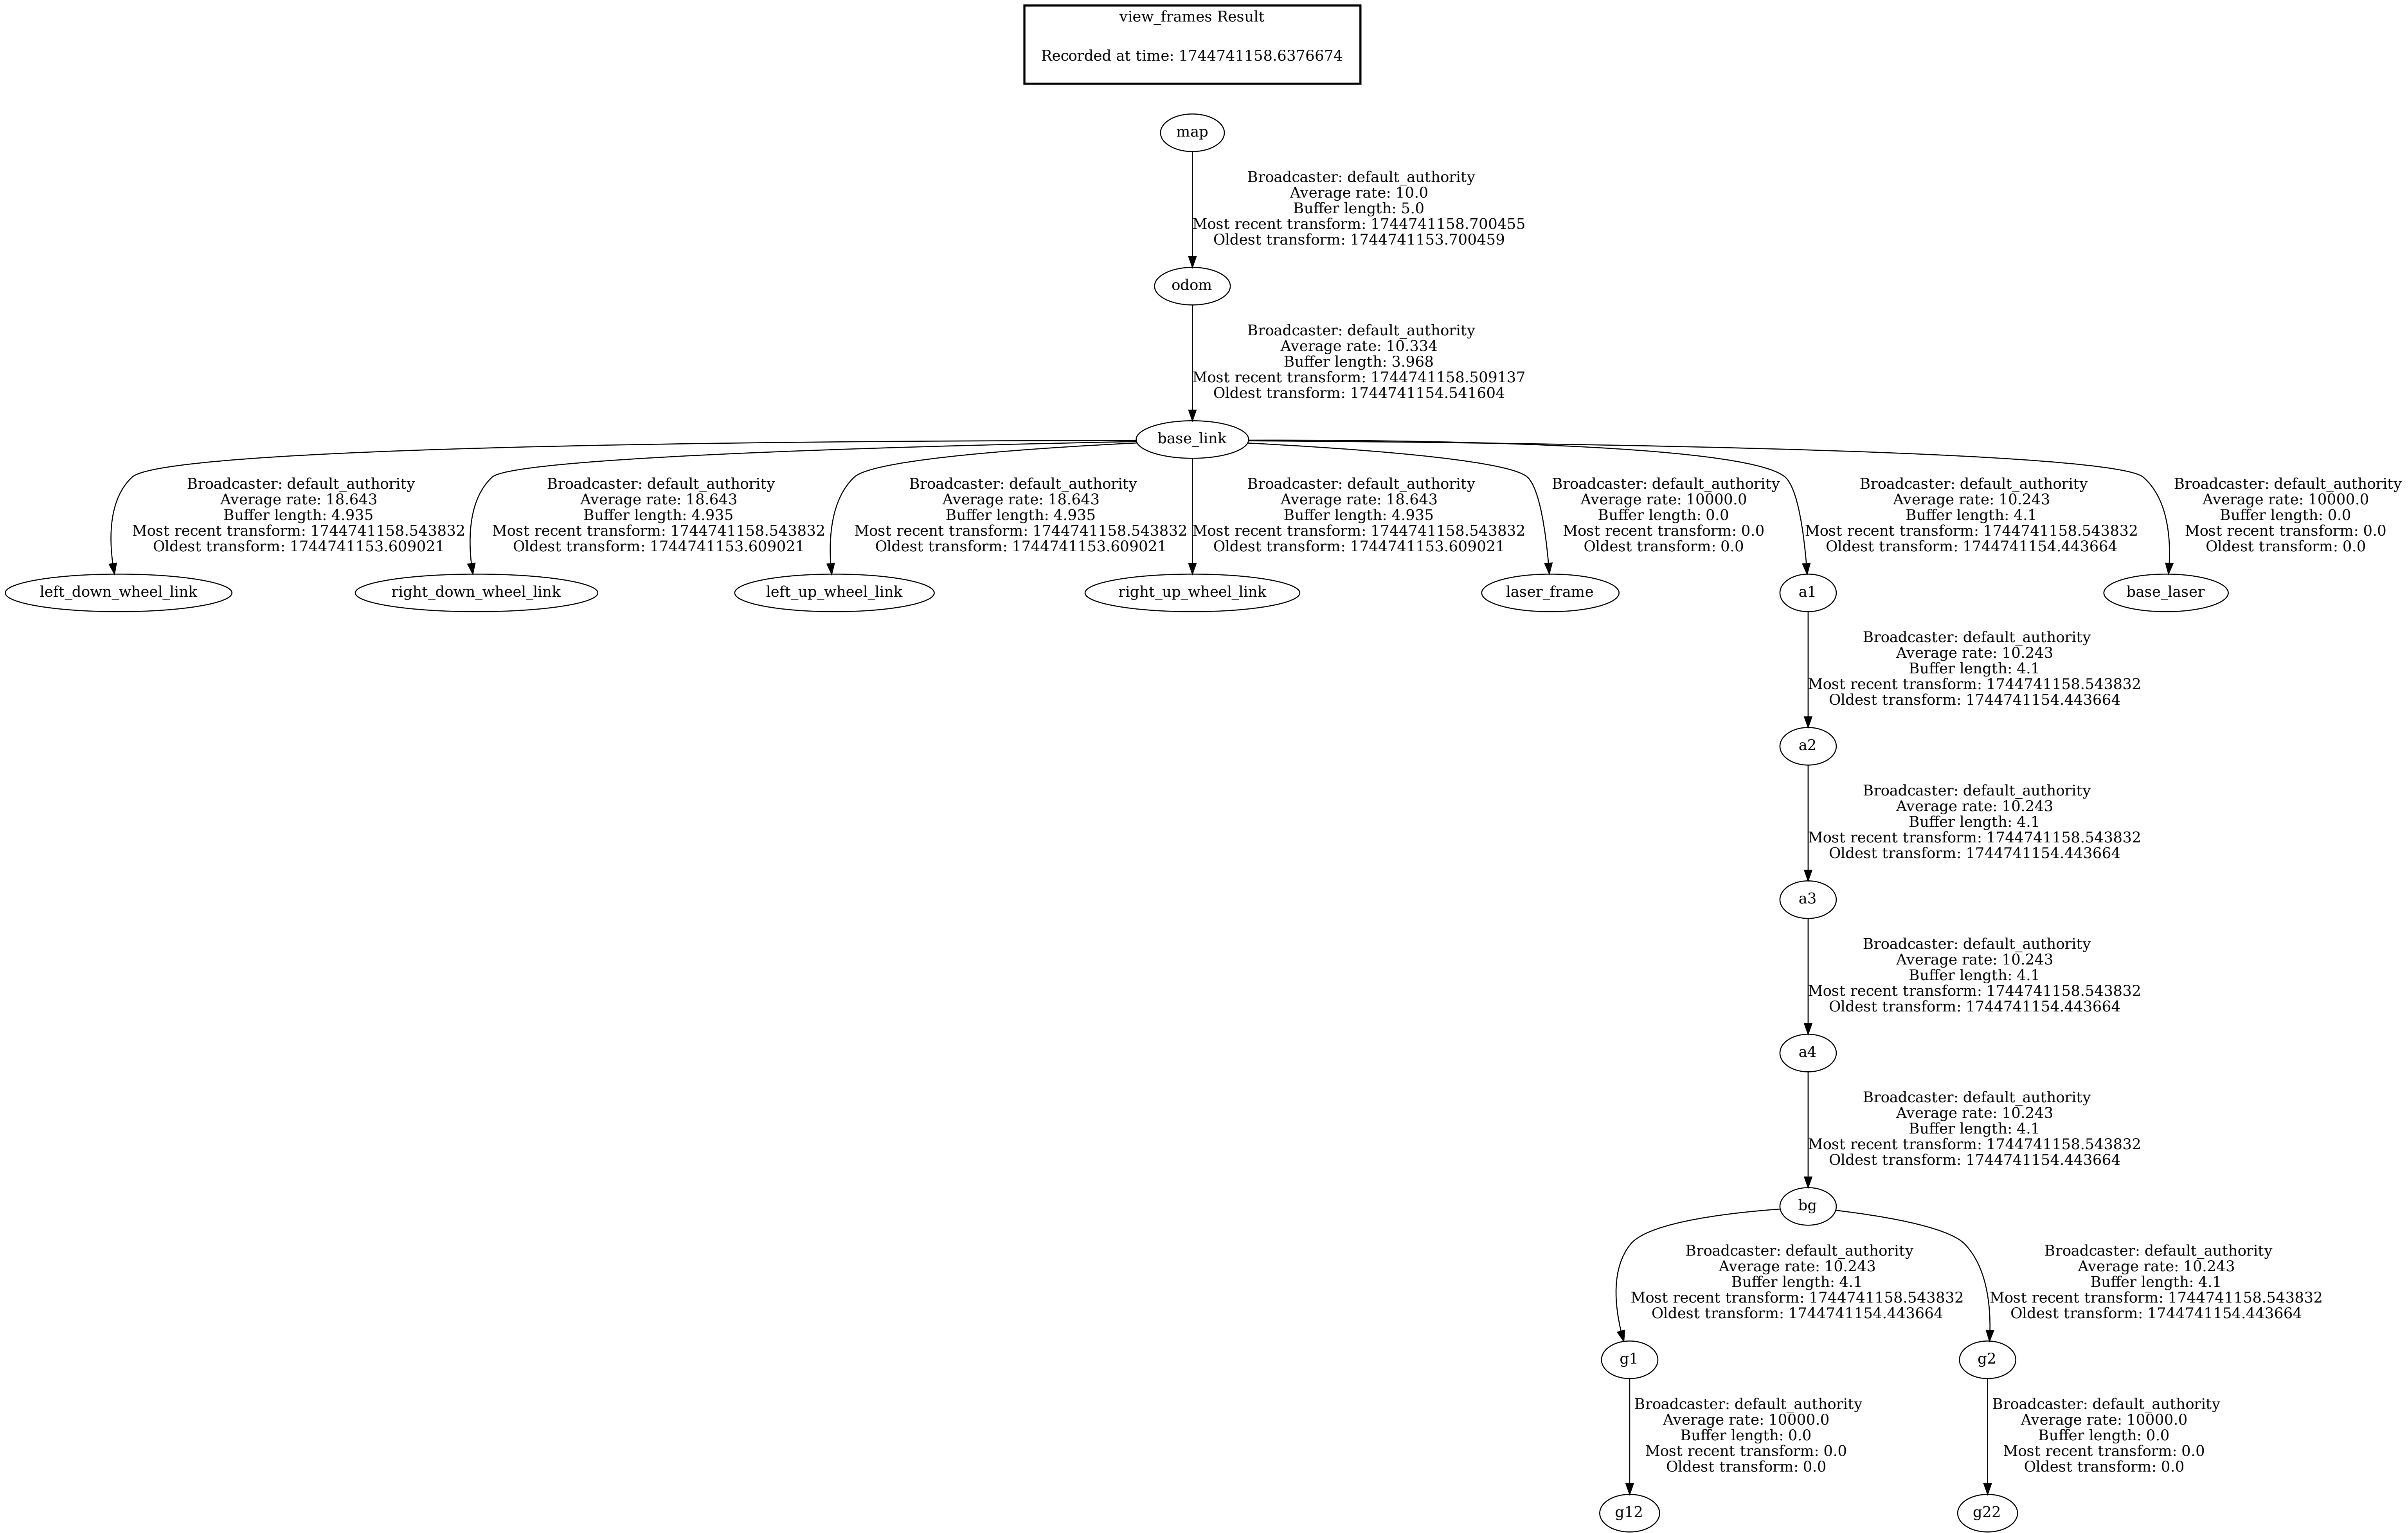 view_frames Result
Recorded at time: 1744741158.6376674
map
Broadcaster: default_authority
Average rate: 10.0
Buffer length: 5.0
Most recent transform: 1744741158.700455
Oldest transform: 1744741153.700459
odom
Broadcaster: default_authority
Average rate: 10.334
Buffer length: 3.968
Most recent transform: 1744741158.509137
Oldest transform: 1744741154.541604
base_link
Broadcaster: default_authority
Average rate: 18.643
Buffer length: 4.935
Most recent transform: 1744741158.543832
Oldest transform: 1744741153.609021
Broadcaster: default_authority
Average rate: 18.643
Buffer length: 4.935
Most recent transform: 1744741158.543832
Oldest transform: 1744741153.609021
Broadcaster: default_authority
Average rate: 18.643
Buffer length: 4.935
Most recent transform: 1744741158.543832
Oldest transform: 1744741153.609021
Broadcaster: default_authority
Average rate: 18.643
Buffer length: 4.935
Most recent transform: 1744741158.543832
Oldest transform: 1744741153.609021
Broadcaster: default_authority
Average rate: 10000.0
Buffer length: 0.0
Most recent transform: 0.0
Oldest transform: 0.0
Broadcaster: default_authority
Average rate: 10.243
Buffer length: 4.1
Most recent transform: 1744741158.543832
Oldest transform: 1744741154.443664
Broadcaster: default_authority
Average rate: 10000.0
Buffer length: 0.0
Most recent transform: 0.0
Oldest transform: 0.0
left_down_wheel_link
right_down_wheel_link
left_up_wheel_link
right_up_wheel_link
laser_frame
a1
base_laser
Broadcaster: default_authority
Average rate: 10.243
Buffer length: 4.1
Most recent transform: 1744741158.543832
Oldest transform: 1744741154.443664
a2
Broadcaster: default_authority
Average rate: 10.243
Buffer length: 4.1
Most recent transform: 1744741158.543832
Oldest transform: 1744741154.443664
a3
Broadcaster: default_authority
Average rate: 10.243
Buffer length: 4.1
Most recent transform: 1744741158.543832
Oldest transform: 1744741154.443664
a4
Broadcaster: default_authority
Average rate: 10.243
Buffer length: 4.1
Most recent transform: 1744741158.543832
Oldest transform: 1744741154.443664
bg
Broadcaster: default_authority
Average rate: 10.243
Buffer length: 4.1
Most recent transform: 1744741158.543832
Oldest transform: 1744741154.443664
Broadcaster: default_authority
Average rate: 10.243
Buffer length: 4.1
Most recent transform: 1744741158.543832
Oldest transform: 1744741154.443664
g1
g2
Broadcaster: default_authority
Average rate: 10000.0
Buffer length: 0.0
Most recent transform: 0.0
Oldest transform: 0.0
Broadcaster: default_authority
Average rate: 10000.0
Buffer length: 0.0
Most recent transform: 0.0
Oldest transform: 0.0
g12
g22